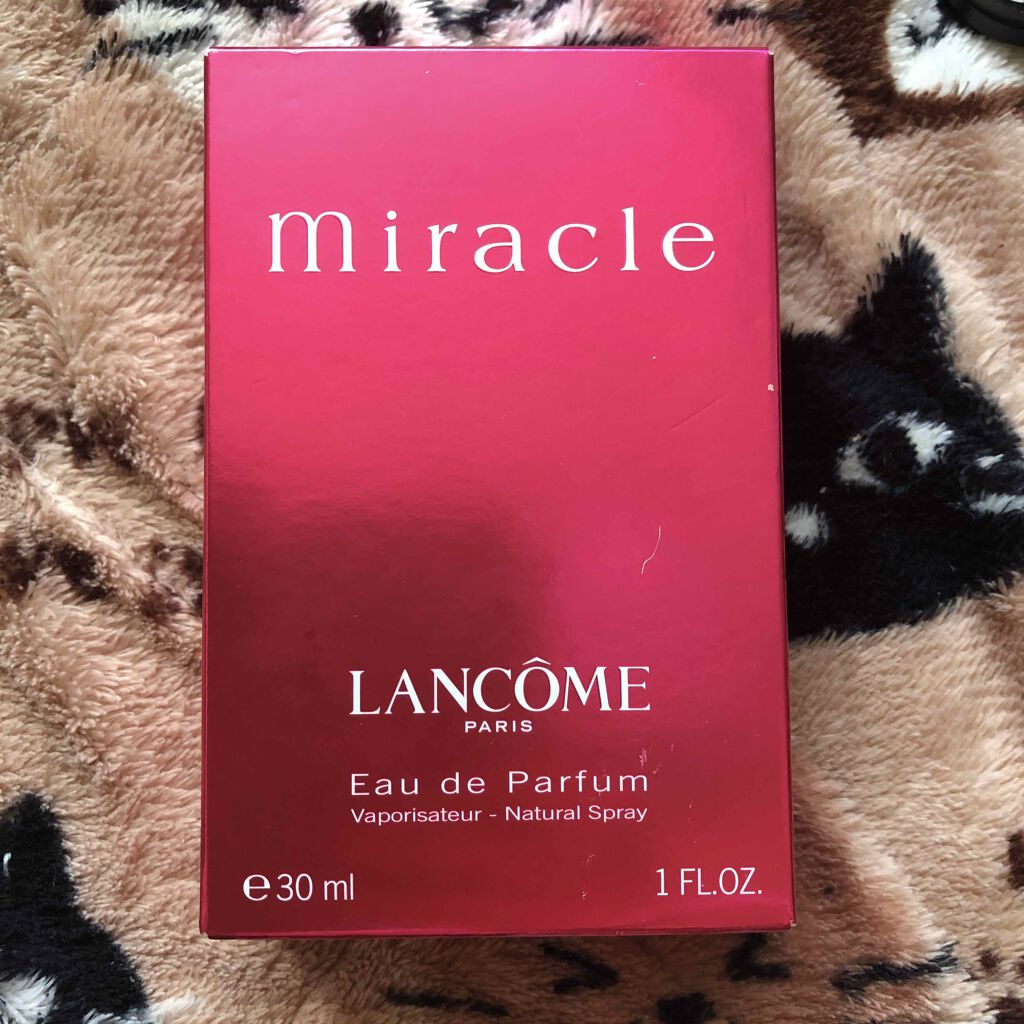 miracle
LANCÔME
PARIS
Eau de Parfum
Vaporisateur - Natural Spray
℮30 ml 1 FL.OZ.